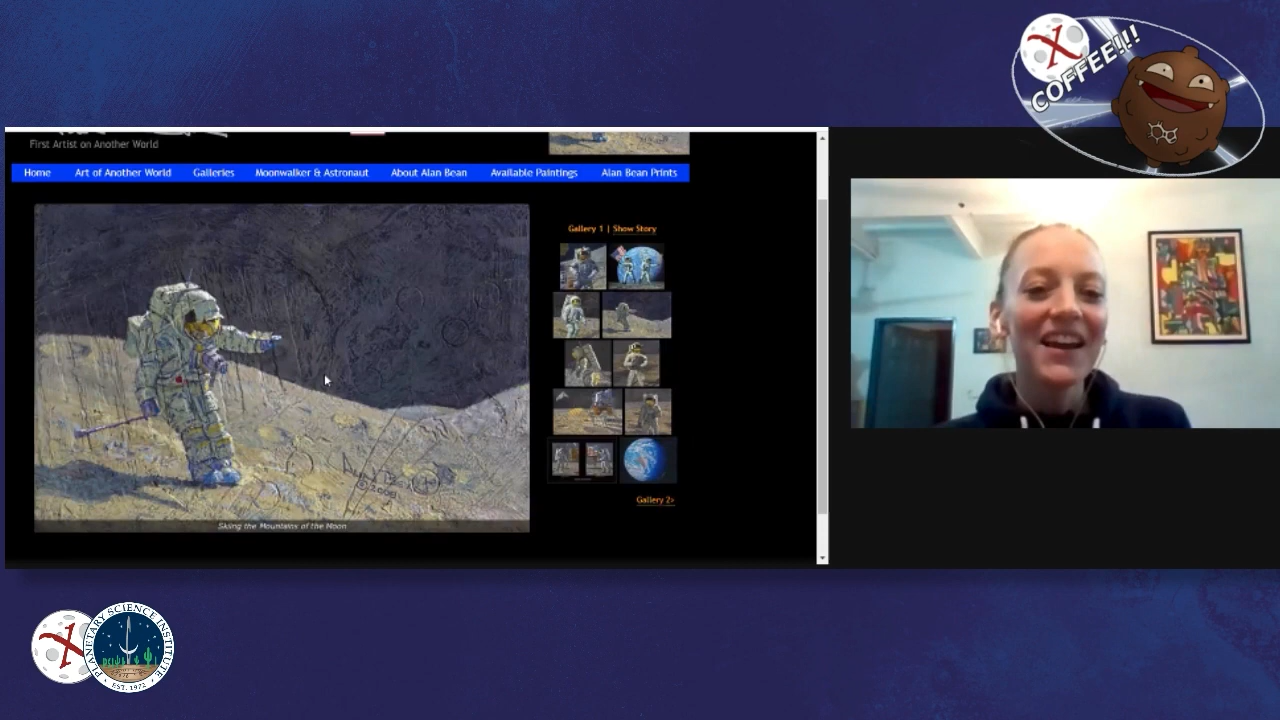 COFFEE!!!
First Artist on Another World
Home Art of Another World Galleries Moonwalker & Astronaut About Alan Bean Available Paintings Alan Bean Prints
Gallery 1 | Show Story
Skiing the Mountains of the Moon
Gallery 2>
X
PLANETARY SCIENCE INSTITUTE
EST. 1972